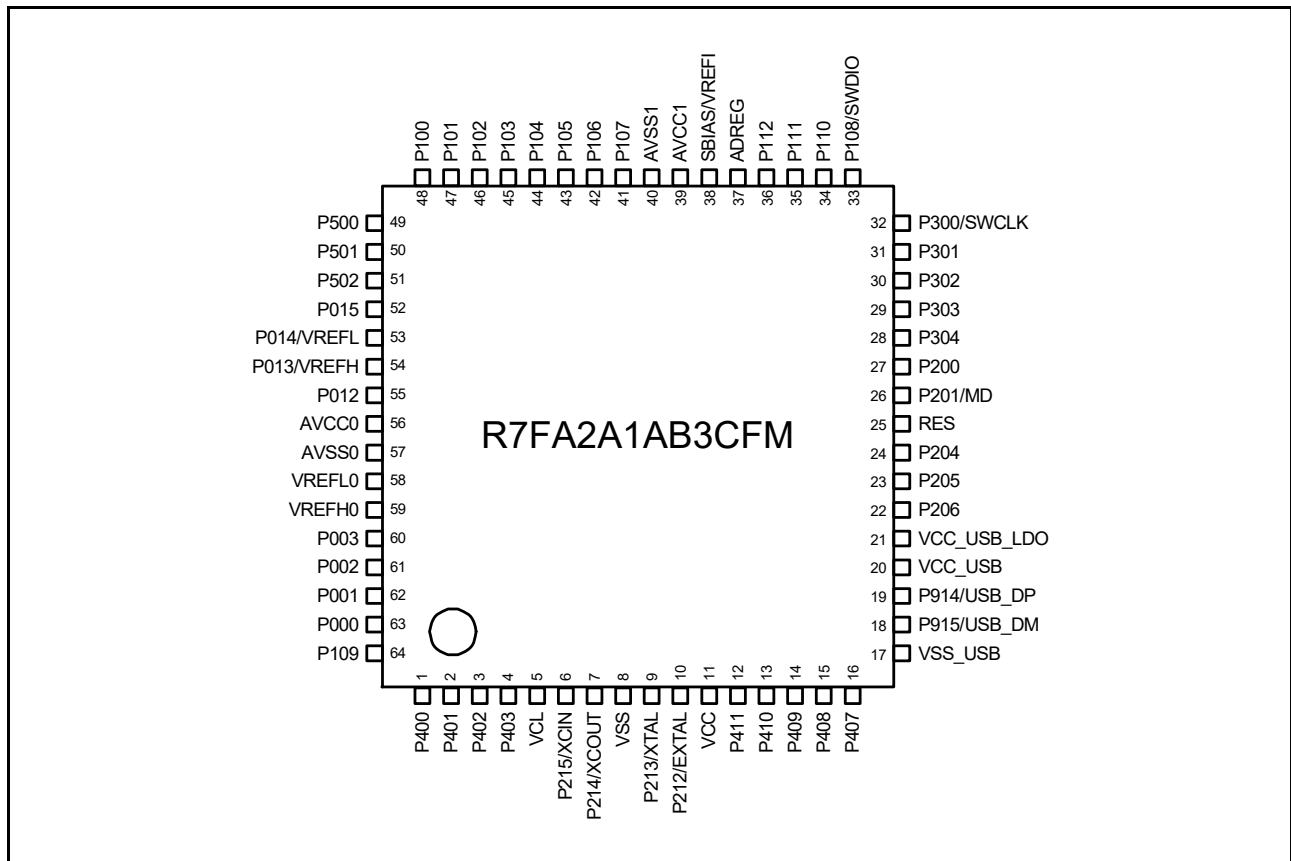 P100
P101
P102
P103
P104
P105
P106
P107
AVSS1
AVCC1
SBIAS/VREFI
ADREG
P112
P111
P110
P108/SWDIO
48
47
46
45
44
43
42
41
40
39
38
37
36
35
34
33
P500 49
P501 50
P502 51
P015 52
P014/VREFL 53
P013/VREFH 54
P012 55
AVCC0 56
AVSS0 57
VREFL0 58
VREFH0 59
P003 60
P002 61
P001 62
P000 63
P109 64
R7FA2A1AB3CFM
32 P300/SWCLK
31 P301
30 P302
29 P303
28 P304
27 P200
26 P201/MD
25 RES
24 P204
23 P205
22 P206
21 VCC_USB_LDO
20 VCC_USB
19 P914/USB_DP
18 P915/USB_DM
17 VSS_USB
1
2
3
4
5
6
7
8
9
10
11
12
13
14
15
16
P400
P401
P402
P403
VCL
P215/XCIN
P214/XCOUT
VSS
P213/XTAL
P212/EXTAL
VCC
P411
P410
P409
P408
P407